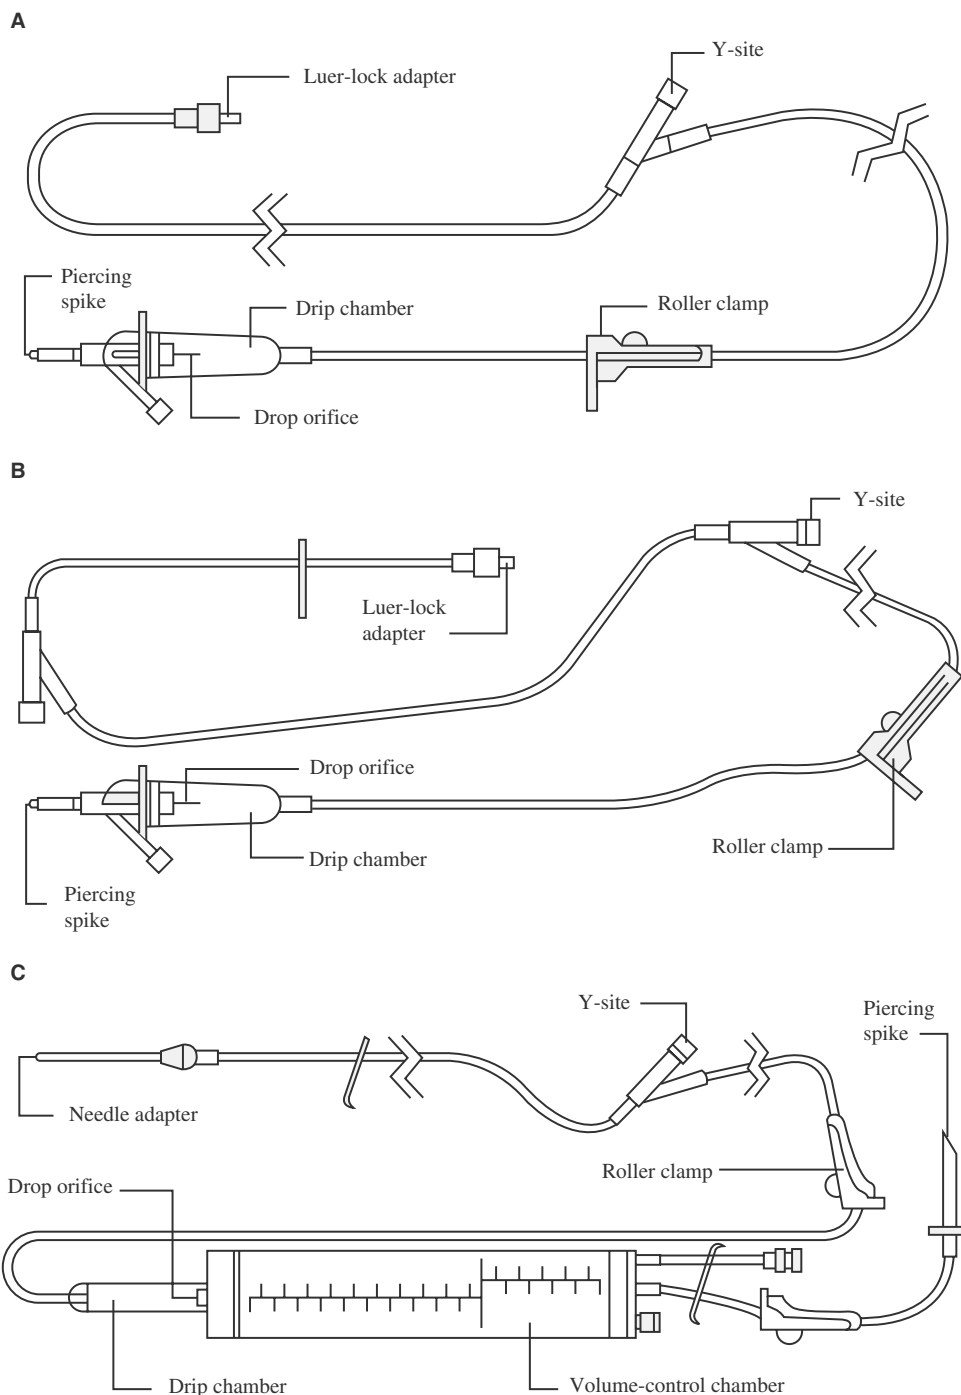 A
Y-site
Luer-lock adapter
Piercing
spike
Drip chamber
Roller clamp
Drop orifice
B
Y-site
Luer-lock
adapter
Drop orifice
Roller clamp
Drip chamber
Piercing
spike
C
Y-site
Piercing
spike
Needle adapter
Roller clamp
Drop orifice
Drip chamber
Volume-control chamber